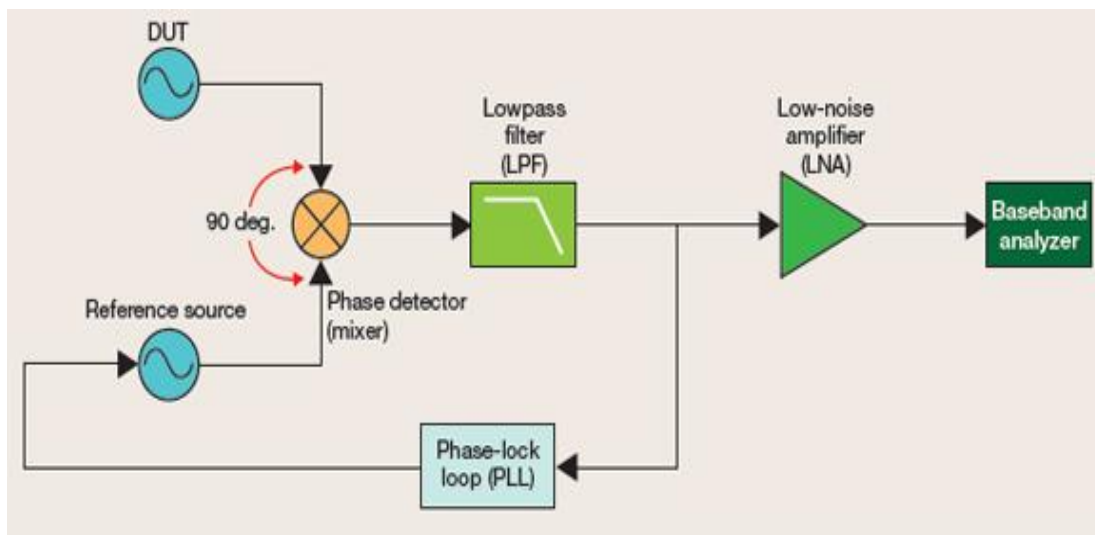 DUT
Lowpass
filter
(LPF)
Low-noise
amplifier
(LNA)
90 deg.
Baseband
analyzer
Reference source
Phase detector
(mixer)
Phase-lock
loop (PLL)